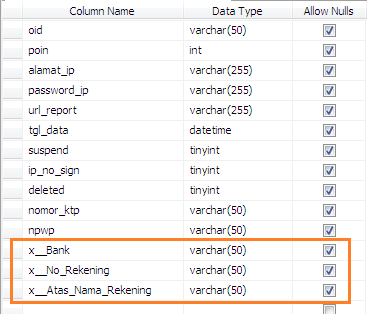 Column Name Data Type Allow Nulls
oid varchar(50)
poin int
alamat_ip varchar(255)
password_ip varchar(255)
url_report varchar(255)
tgl_data datetime
suspend tinyint
ip_no_sign tinyint
deleted tinyint
nomor_ktp varchar(50)
npwp varchar(50)
x__Bank varchar(50)
x__No_Rekening varchar(50)
x__Atas_Nama_Rekening varchar(50)